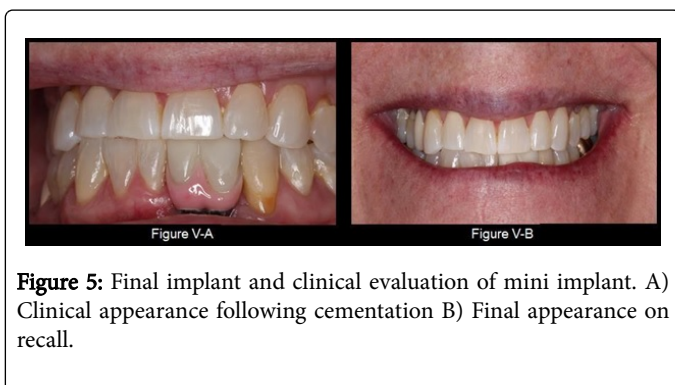 Figure V-A
Figure V-B
Figure 5: Final implant and clinical evaluation of mini implant. A)
Clinical appearance following cementation B) Final appearance on
recall.